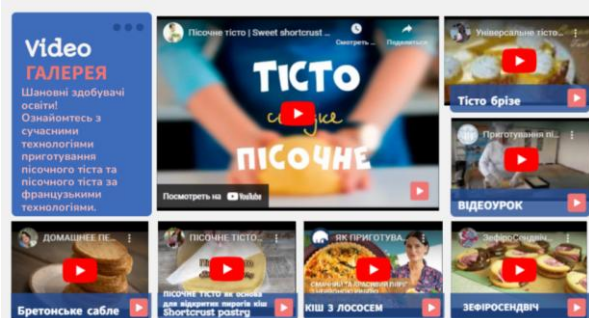 Video
ГАЛЕРЕЯ
Шановні здобувачі
освіти!
Ознайомтесь з
сучасними
технологіями
приготування
пісочного тіста та
пісочного тіста за
французькими
технологіями.
Пісочне тісто | Sweet shortcrust ...
Смотреть ...
Поделиться
ТІСТО
солодке
ПІСОЧНЕ
Посмотреть на YouTube
Універсальне тісто...
Тісто брізе
Приготування пі...
ВІДЕОУРОК
ДОМАШНЕЕ ПЕ...
Бретонське сабле
ПІСОЧНЕ ТІСТО...
ПІСОЧНЕ ТІСТО як основа
для відкритих пирогів кіш
Shortcrust pastry
ЯК ПРИГОТУВА...
КІШ З ЛОСОСЕМ
ЗефіроСендвіч...
ЗЕФІРОСЕНДВІЧ